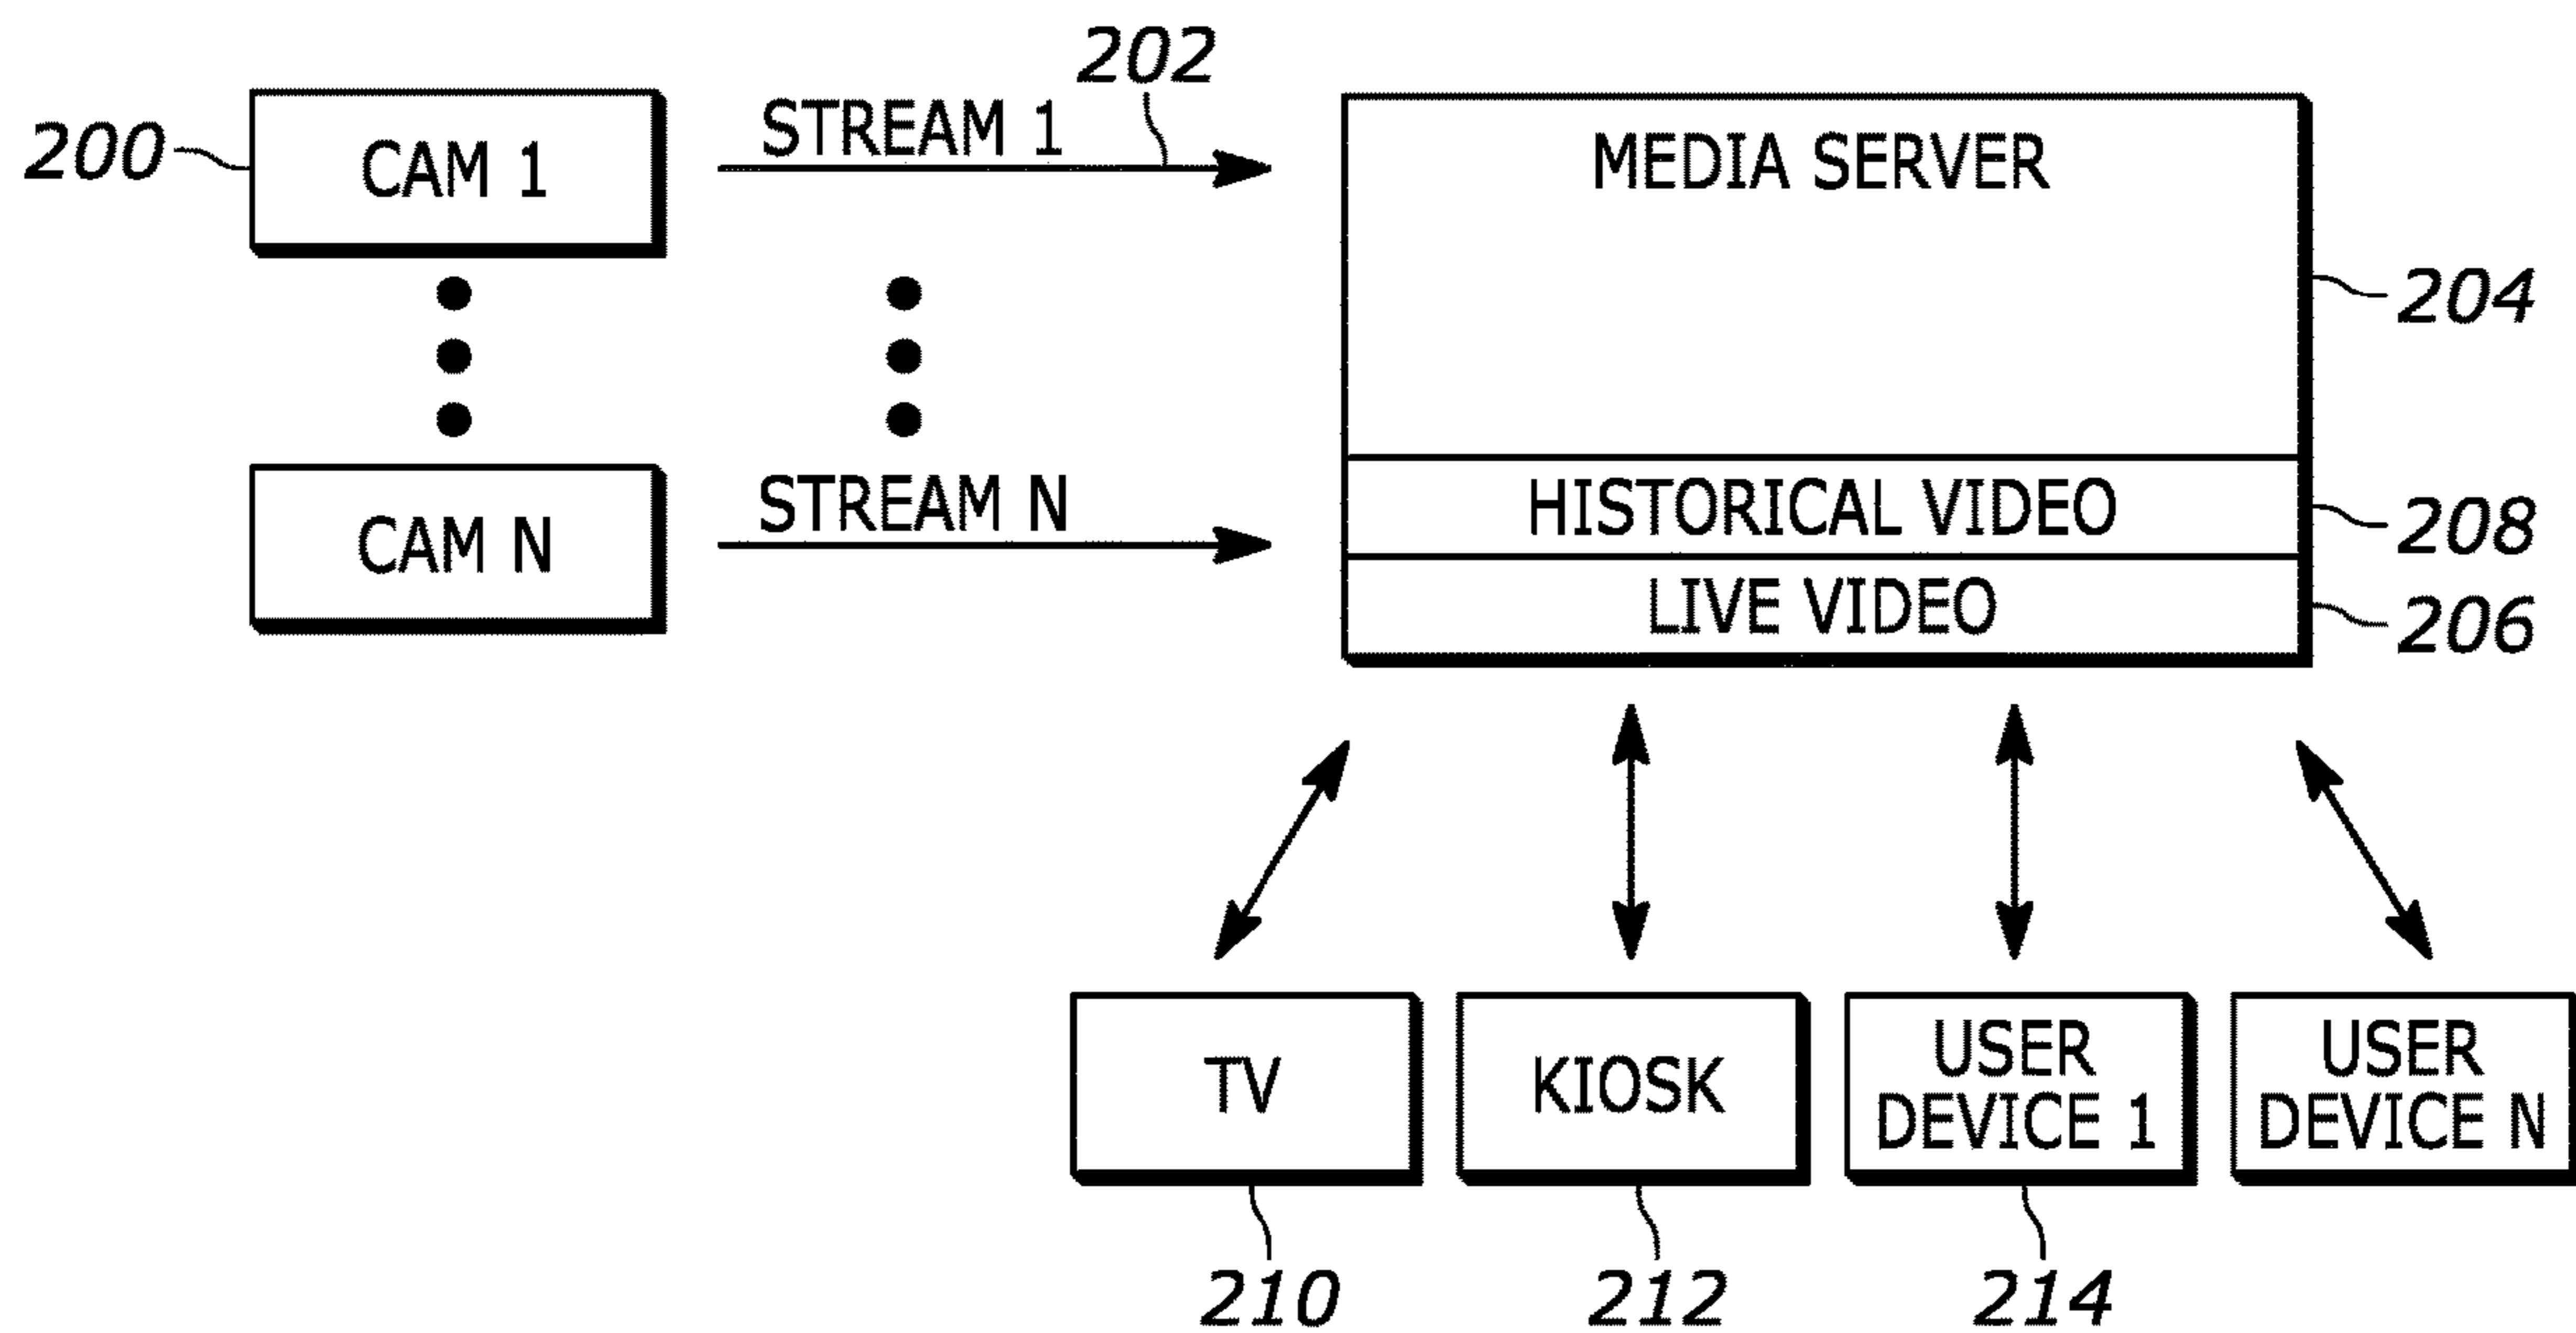 202
200
CAM 1
STREAM 1
MEDIA SERVER
204
CAM N
STREAM N
HISTORICAL VIDEO
208
LIVE VIDEO
206
TV
KIOSK
USER
DEVICE 1
USER
DEVICE N
210
212
214